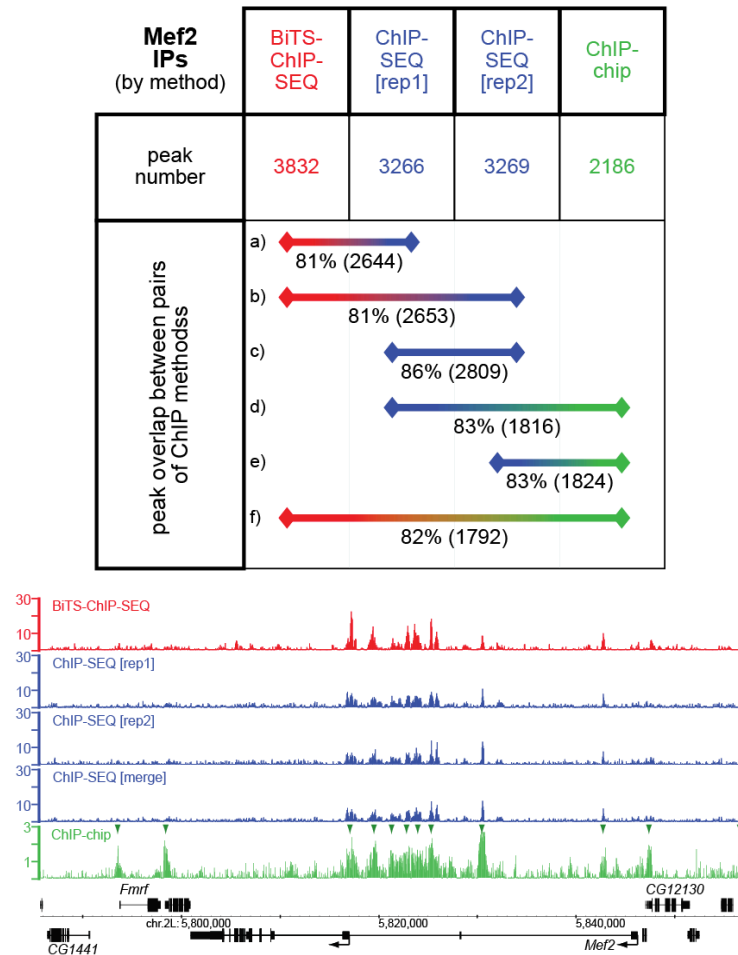 Mef2
IPs
(by method)
BiTS-
ChIP-
SEQ
ChIP-
SEQ
[rep1]
ChIP-
SEQ
[rep2]
ChIP-
chip
peak
number
3832
3266
3269
2186
peak overlap between pairs
of ChIP methodss
a)
81% (2644)
b)
81% (2653)
c)
86% (2809)
d)
83% (1816)
e)
83% (1824)
f)
82% (1792)
30
10
BiTS-ChIP-SEQ
30
10
ChIP-SEQ [rep1]
30
10
ChIP-SEQ [rep2]
30
10
ChIP-SEQ [merge]
3
1
ChIP-chip
Fmrf
CG12130
chr.2L: 5,800,000
5,820,000
5,840,000
CG1441
Mef2